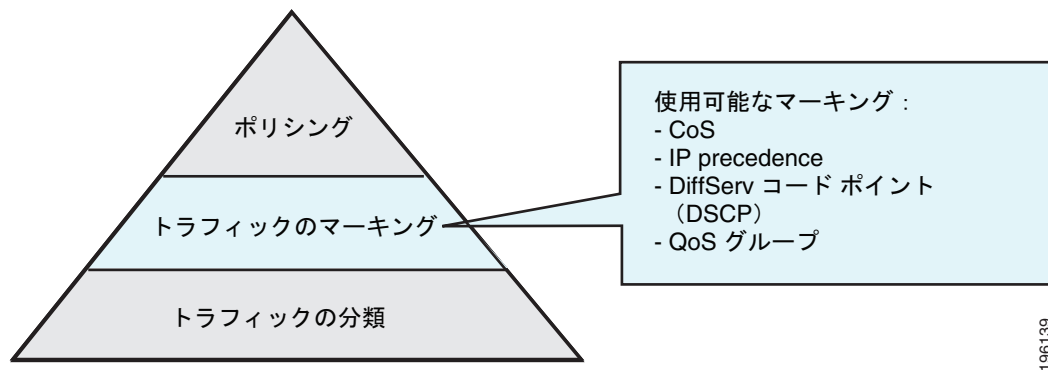 ポリシング
トラフィックのマーキング
トラフィックの分類
使用可能なマーキング：
- CoS
- IP precedence
- DiffServ コード ポイント
（DSCP）
- QoS グループ
196139